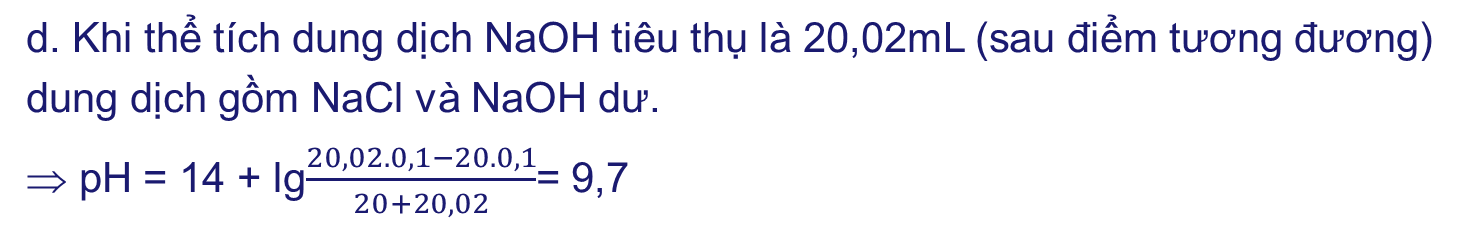 d. Khi thể tích dung dịch NaOH tiêu thụ là 20,02mL (sau điểm tương đương)
dung dịch gồm NaCl và NaOH dư.
⇒ pH = 14 + lg\frac{20,02.0,1−20.0,1}{20+20,02}= 9,7